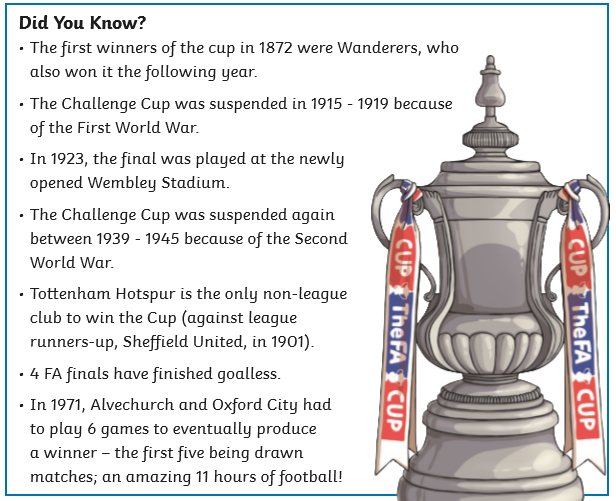 Did You Know?
• The first winners of the cup in 1872 were Wanderers, who
also won it the following year.
• The Challenge Cup was suspended in 1915 - 1919 because
of the First World War.
• In 1923, the final was played at the newly
opened Wembley Stadium.
• The Challenge Cup was suspended again
between 1939 - 1945 because of the Second
World War.
• Tottenham Hotspur is the only non-league
club to win the Cup (against league
runners-up, Sheffield United, in 1901).
• 4 FA finals have finished goalless.
• In 1971, Alvechurch and Oxford City had
to play 6 games to eventually produce
a winner – the first five being drawn
matches; an amazing 11 hours of football!
CUP TheFA CUP
CUP TheFA CUP